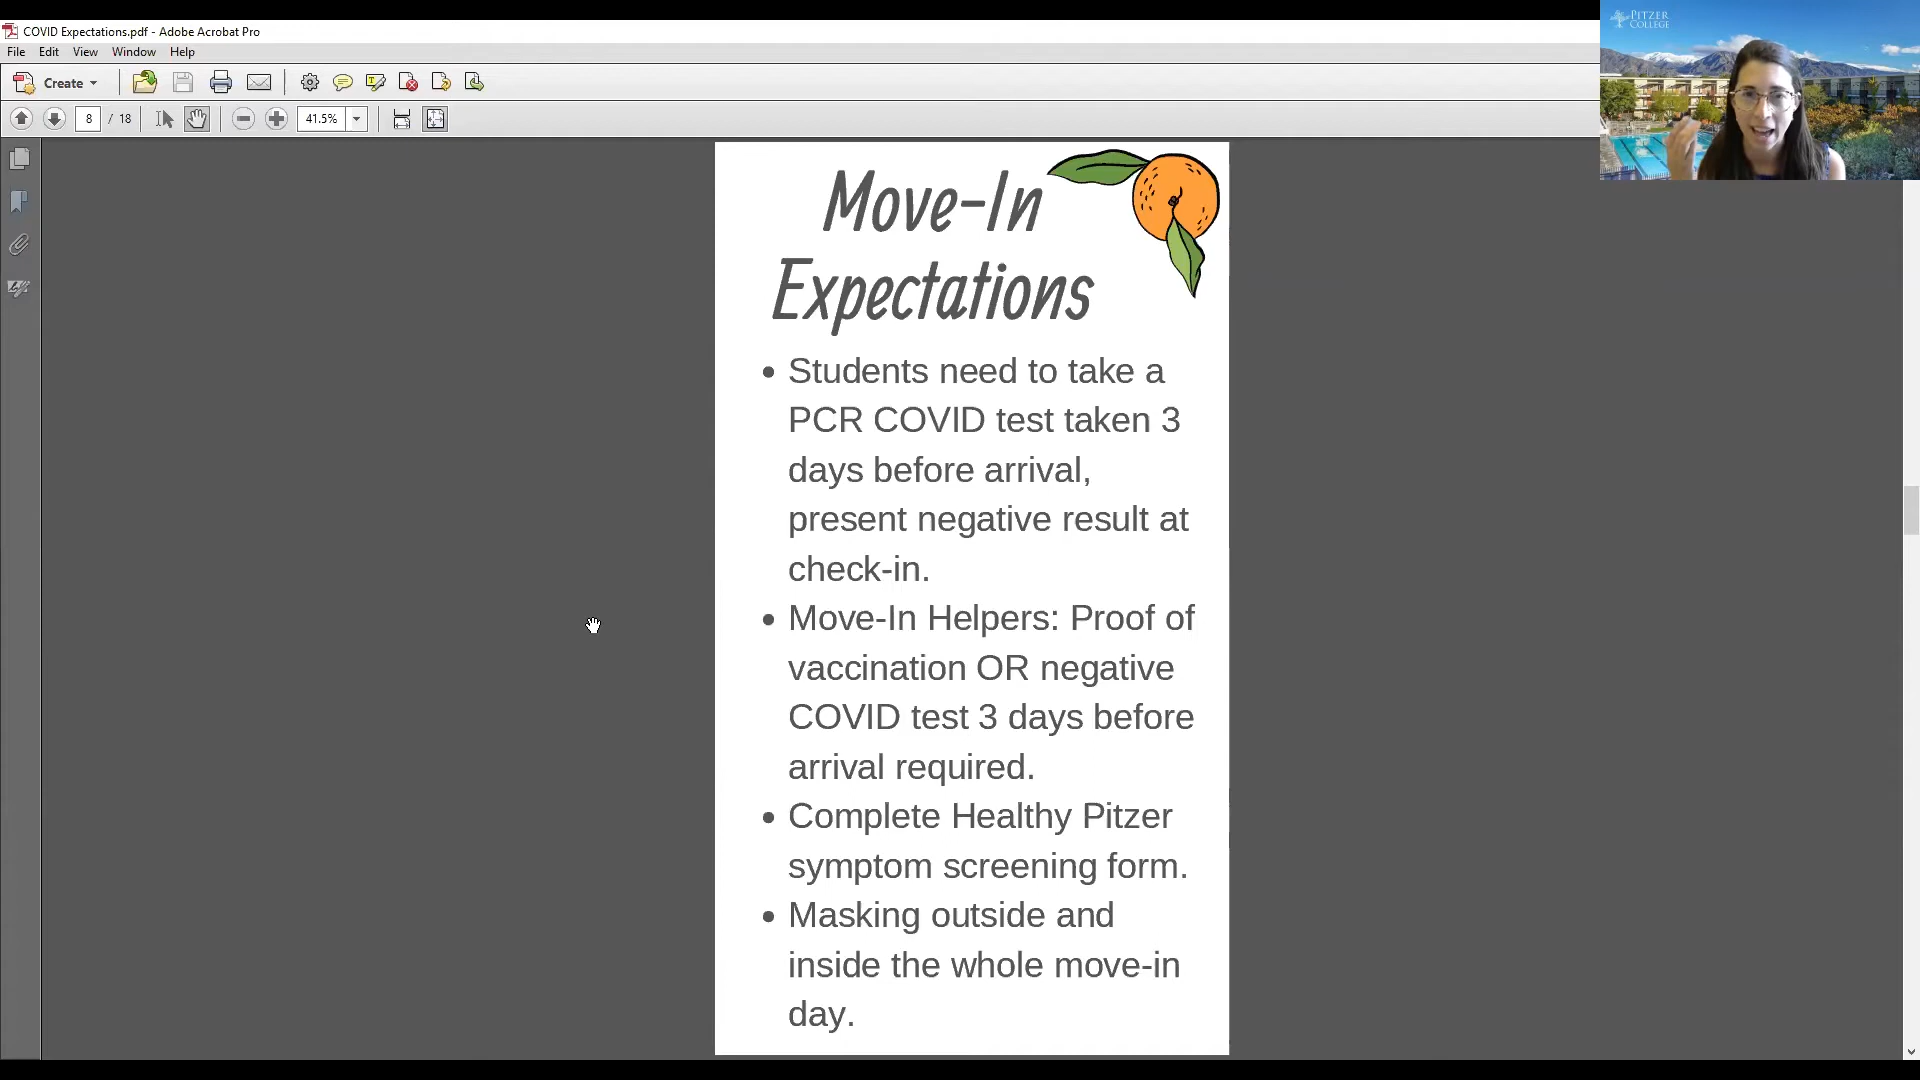 COVID Expectations.pdf - Adobe Acrobat Pro
File Edit View Window Help
Create
8 / 18 41.5%
PITZER
COLLEGE
Move-In
Expectations
• Students need to take a
PCR COVID test taken 3
days before arrival,
present negative result at
check-in.
• Move-In Helpers: Proof of
vaccination OR negative
COVID test 3 days before
arrival required.
• Complete Healthy Pitzer
symptom screening form.
• Masking outside and
inside the whole move-in
day.